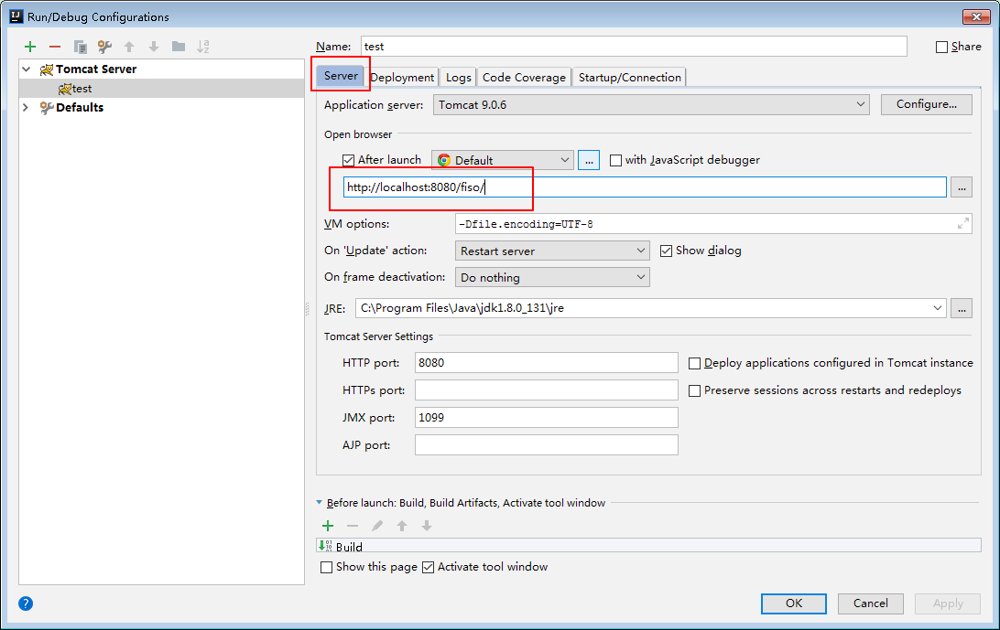 Run/Debug Configurations
Name: test Share
Tomcat Server
test
Defaults
Server Deployment Logs Code Coverage Startup/Connection
Application server: Tomcat 9.0.6 Configure...
Open browser
After launch Default ... with JavaScript debugger
http://localhost:8080/fiso/ ...
VM options: -Dfile.encoding=UTF-8
On 'Update' action: Restart server Show dialog
On frame deactivation: Do nothing
JRE: C:\Program Files\Java\jdk1.8.0_131\jre ...
Tomcat Server Settings
HTTP port: 8080 Deploy applications configured in Tomcat instance
HTTPs port: Preserve sessions across restarts and redeploys
JMX port: 1099
AJP port:
Before launch: Build, Build Artifacts, Activate tool window
Build
Show this page Activate tool window
? OK Cancel Apply